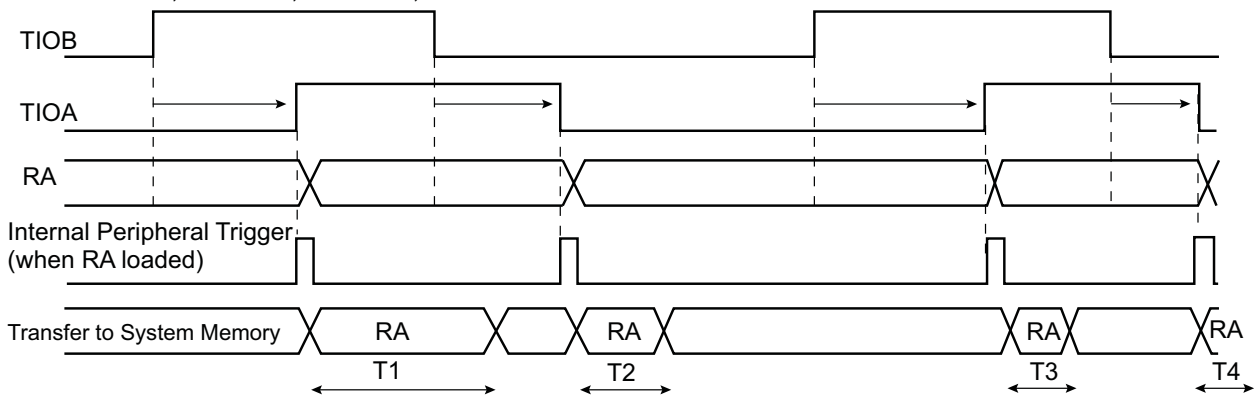 TIOB
TIOA
RA
Internal Peripheral Trigger
(when RA loaded)
Transfer to System Memory RA RA RA RA
T1 T2 T3 T4